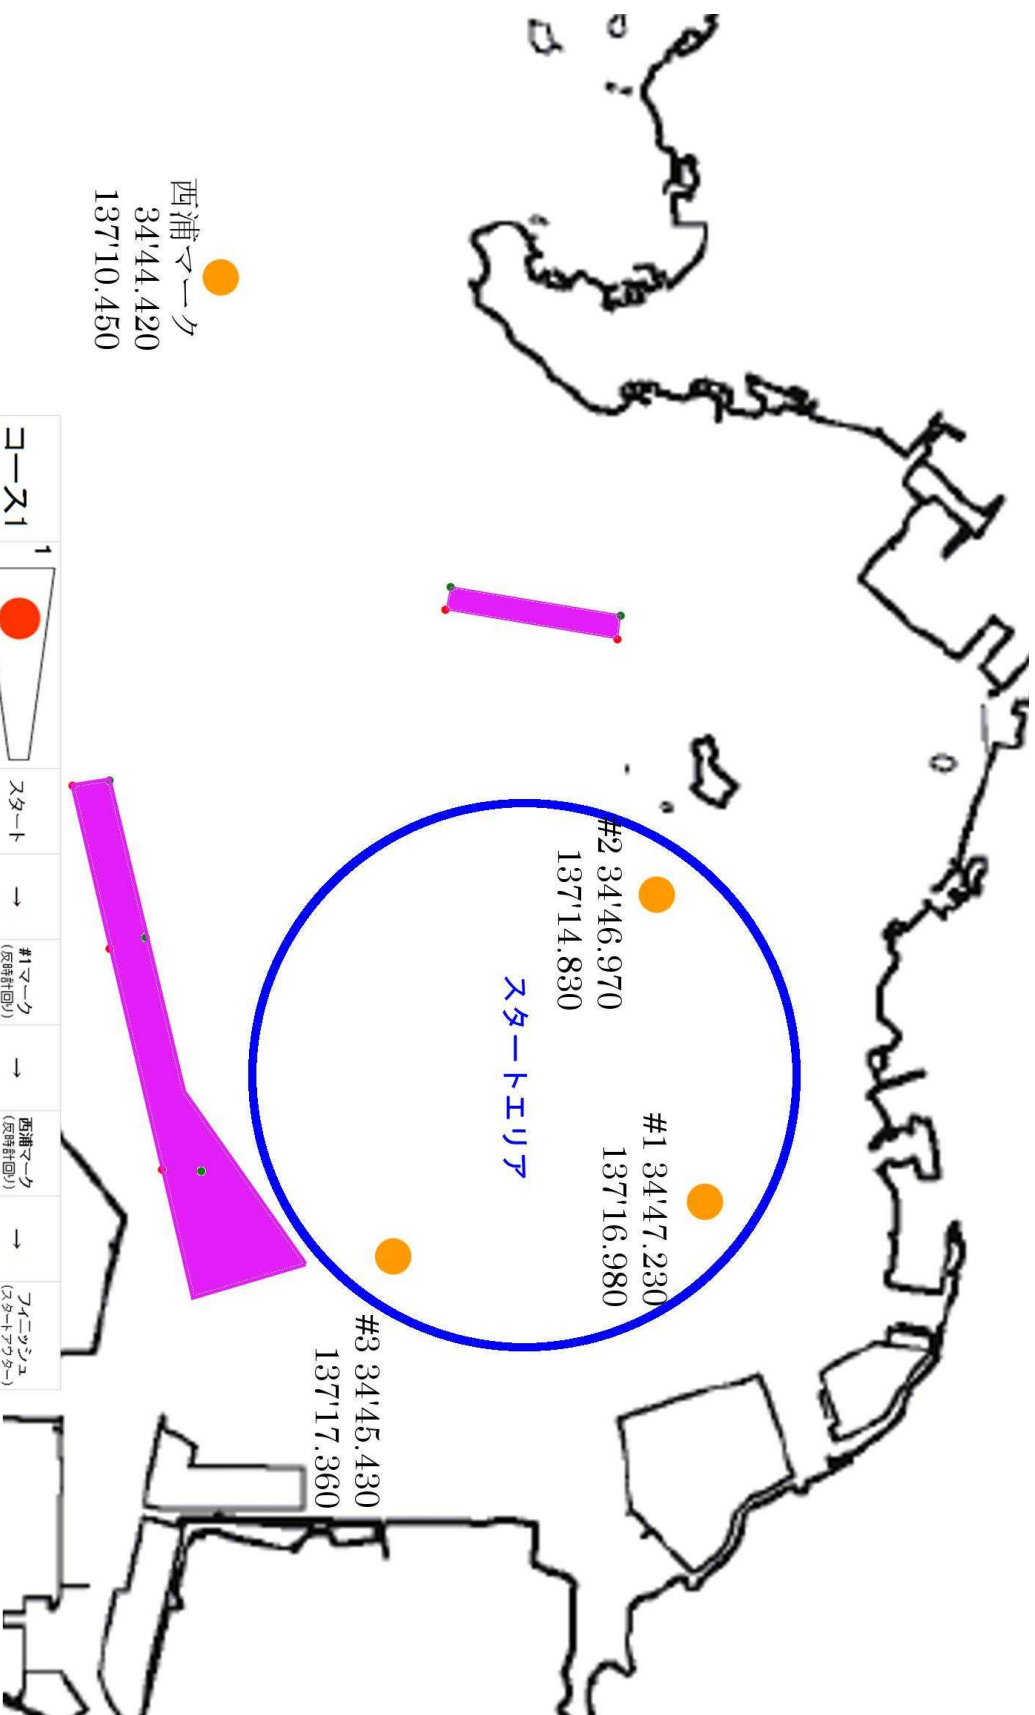 西浦マーク
34'44.420
137'10.450
#2 34'46.970
137'14.830
#1 34'47.230
137'16.980
スタートエリア
#3 34'45.430
137'17.360
コース1
1
スタート
→
#1マーク
(反時計回り)
→
西浦マーク
(反時計回り)
→
フィニッシュ
(スタートアウター)